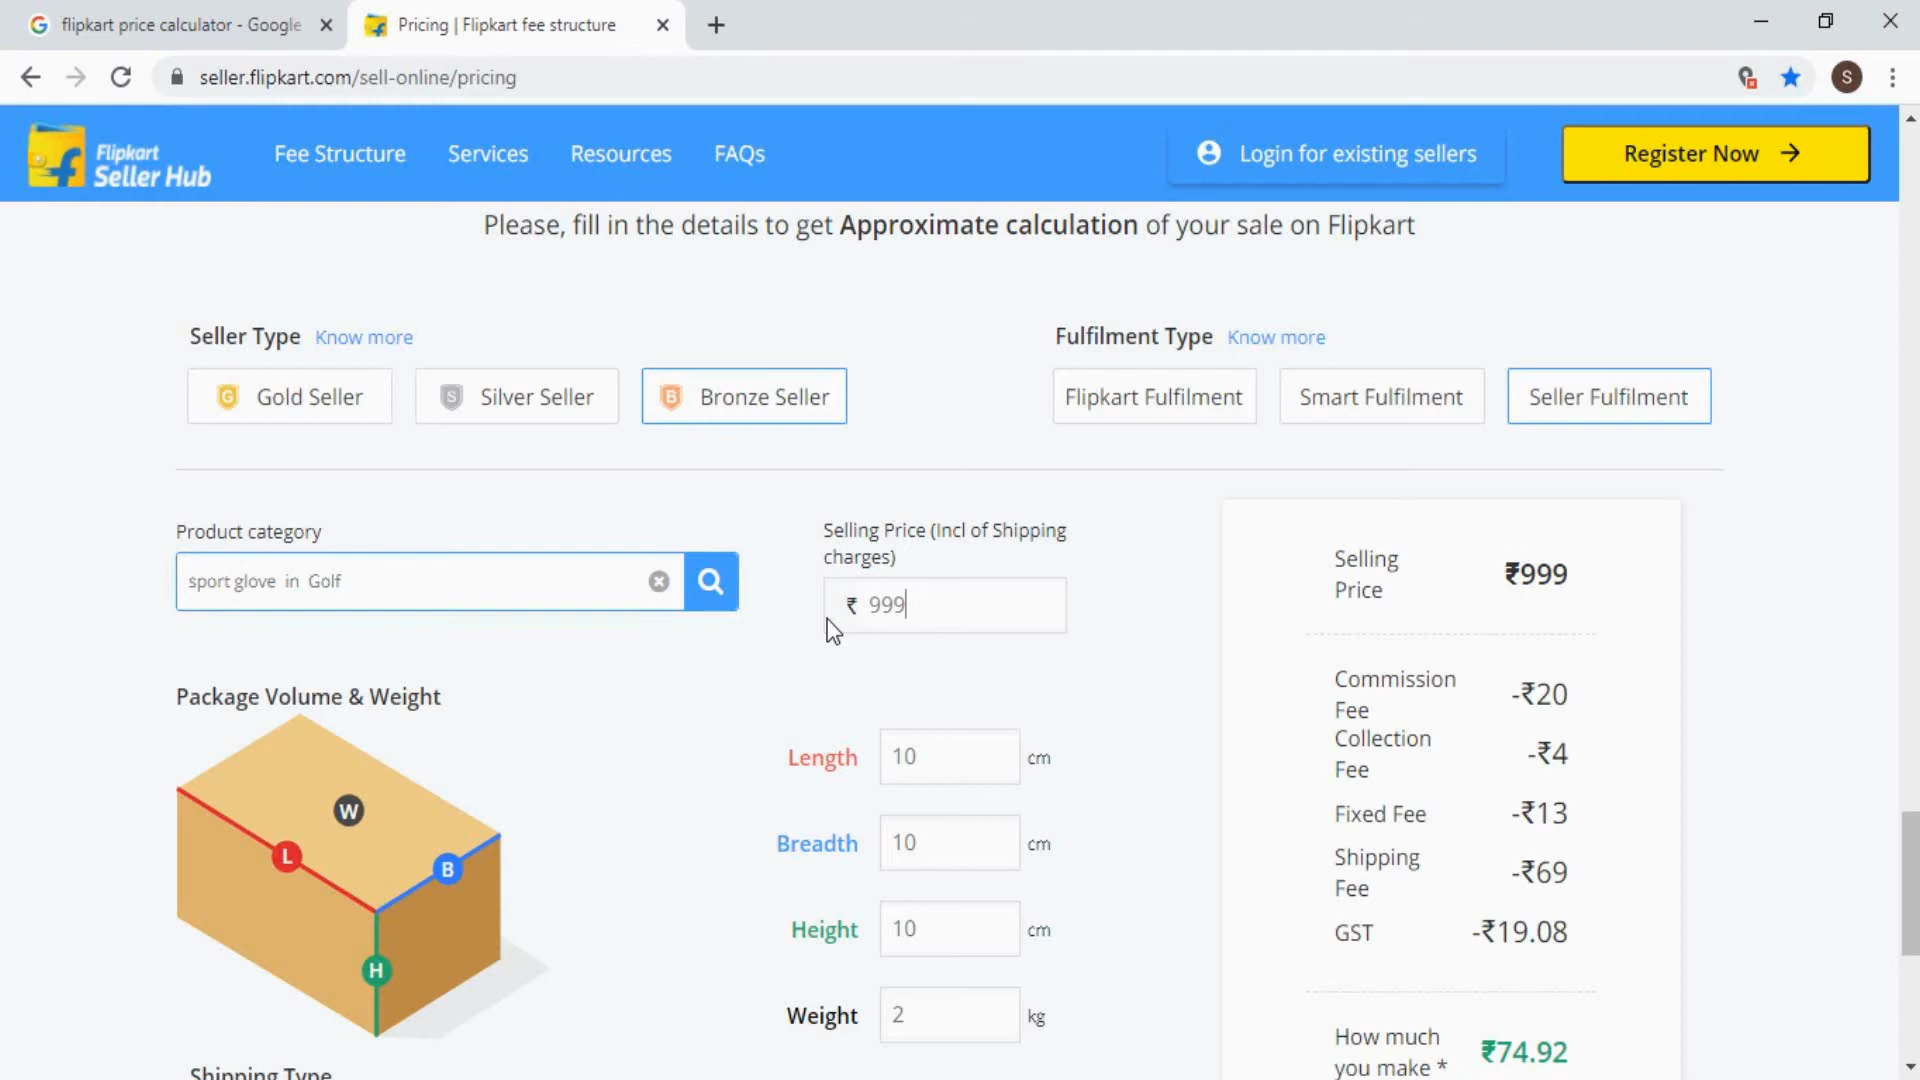 flipkart price calculator - Google
Pricing | Flipkart fee structure
seller.flipkart.com/sell-online/pricing
S
Flipkart
Seller Hub
Fee Structure
Services
Resources
FAQs
Login for existing sellers
Register Now
Please, fill in the details to get Approximate calculation of your sale on Flipkart
Seller Type Know more
Fulfilment Type Know more
G Gold Seller
S Silver Seller
B Bronze Seller
Flipkart Fulfilment
Smart Fulfilment
Seller Fulfilment
Product category
sport glove in Golf
Selling Price (Incl of Shipping
charges)
₹ 999
Package Volume & Weight
W
L
B
H
Length 10 cm
Breadth 10 cm
Height 10 cm
Weight 2 kg
Shipping Type
Selling
Price
₹999
Commission
Fee
-₹20
Collection
Fee
-₹4
Fixed Fee -₹13
Shipping
Fee
-₹69
GST -₹19.08
How much
you make *
₹74.92